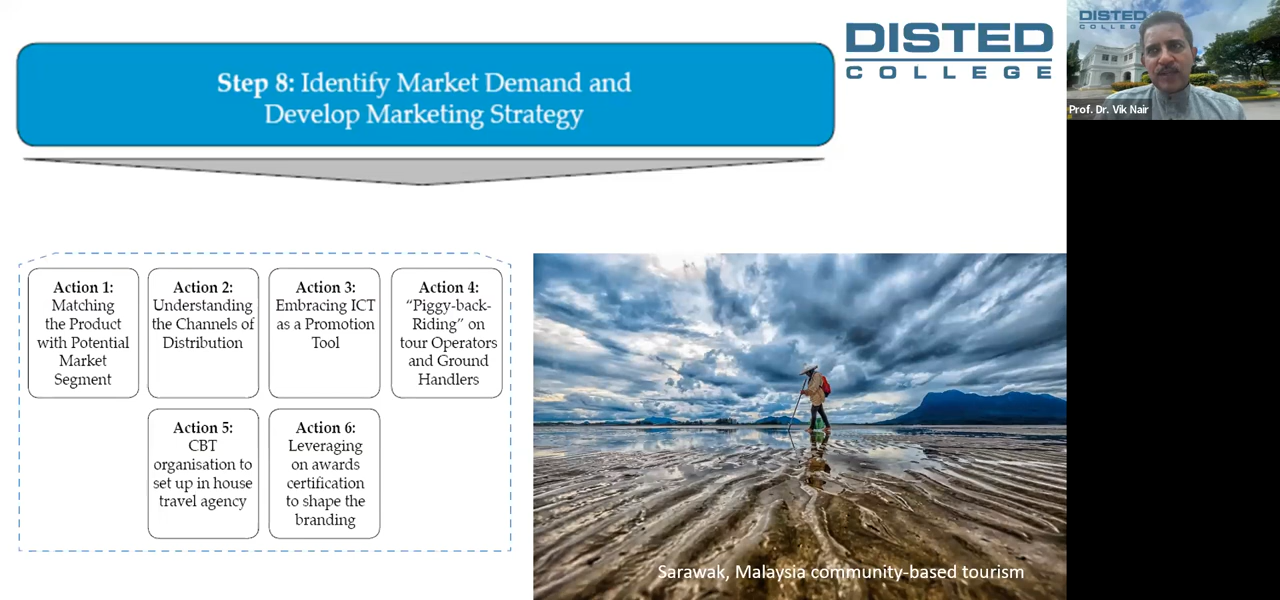 Step 8: Identify Market Demand and
Develop Marketing Strategy
DISTED
COLLEGE
DISTED
COLLEGE
Prof. Dr. Vik Nair
Action 1:
Matching
the Product
with Potential
Market
Segment
Action 2:
Understanding
the Channels of
Distribution
Action 3:
Embracing ICT
as a Promotion
Tool
Action 4:
“Piggy-back-
Riding” on
tour Operators
and Ground
Handlers
Action 5:
CBT
organisation to
set up in house
travel agency
Action 6:
Leveraging
on awards
certification
to shape the
branding
Sarawak, Malaysia community-based tourism